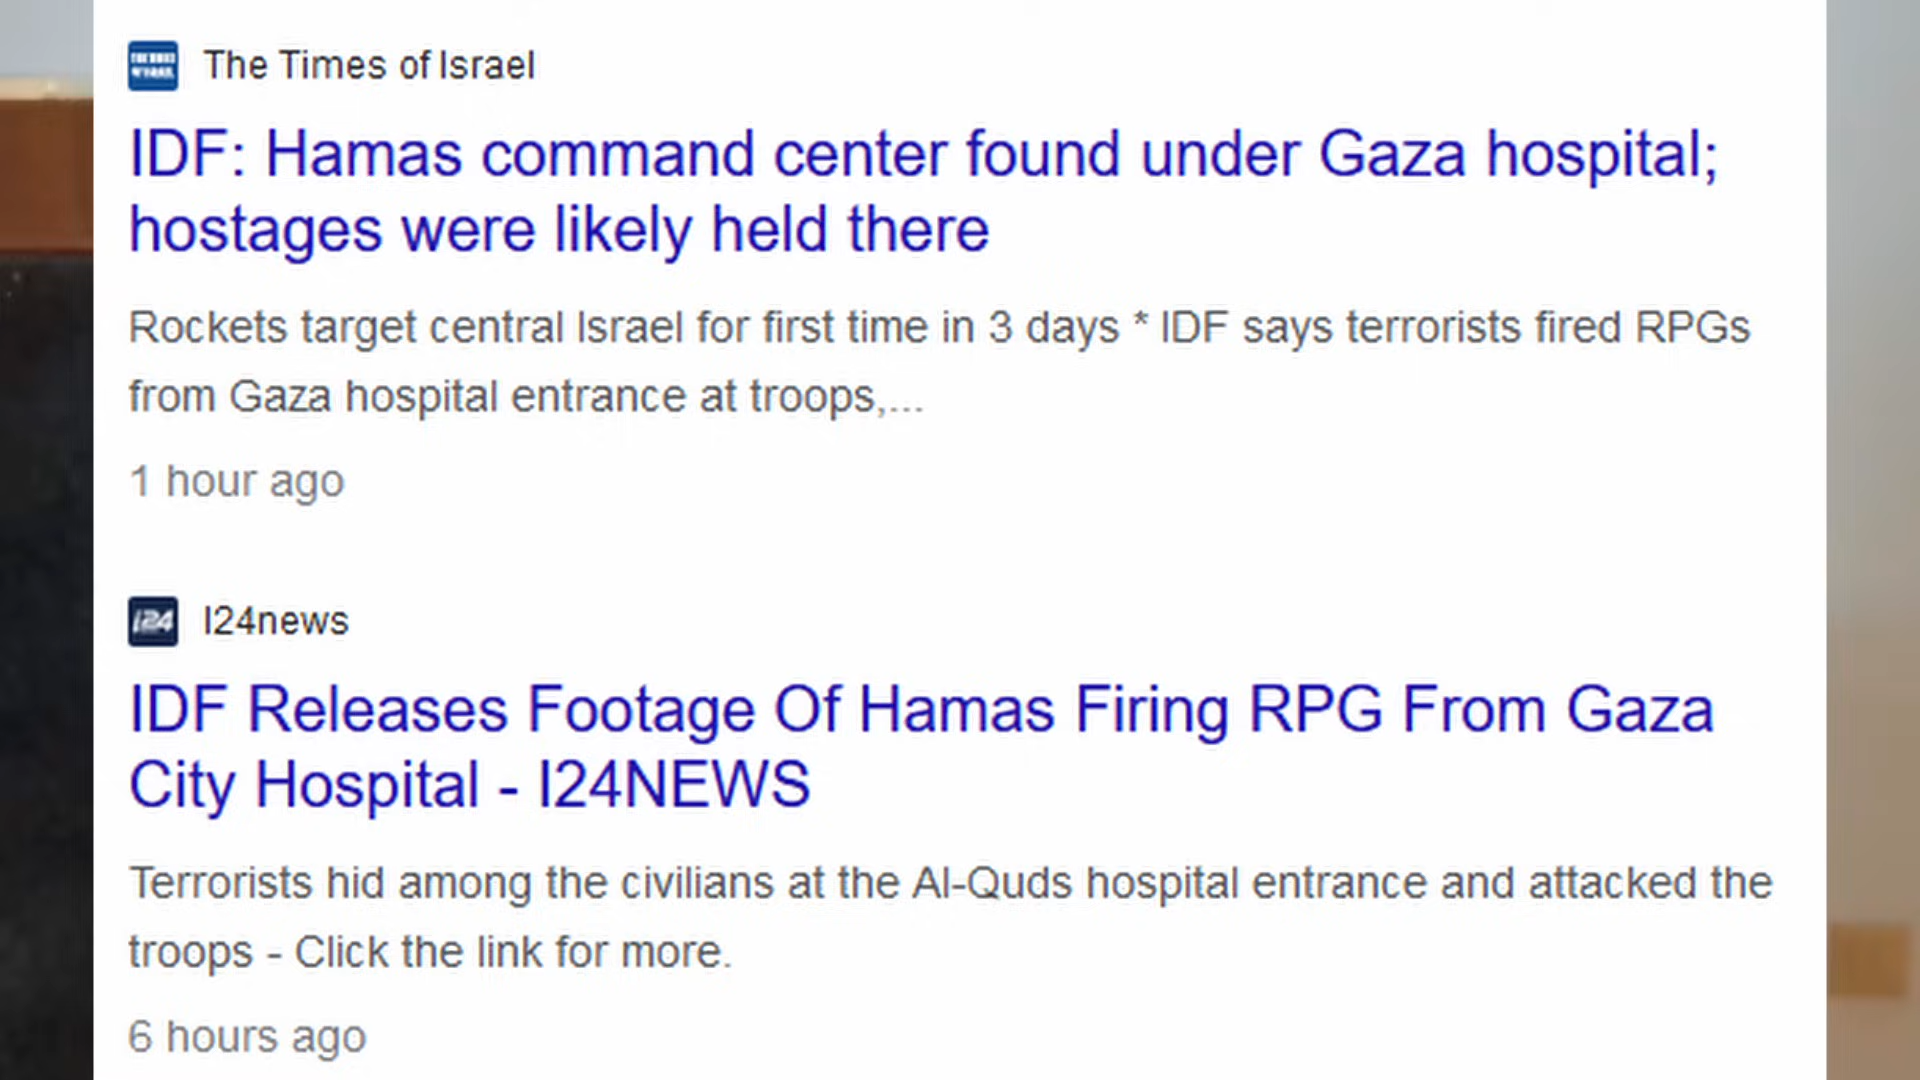 The Times of Israel
IDF: Hamas command center found under Gaza hospital;
hostages were likely held there
Rockets target central Israel for first time in 3 days * IDF says terrorists fired RPGs
from Gaza hospital entrance at troops,...
1 hour ago
i24
I24news
IDF Releases Footage Of Hamas Firing RPG From Gaza
City Hospital - I24NEWS
Terrorists hid among the civilians at the Al-Quds hospital entrance and attacked the
troops - Click the link for more.
6 hours ago